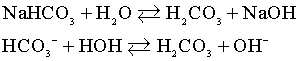 NaHCO₃ + H₂O ⇄ H₂CO₃ + NaOH
HCO₃⁻ + HOH ⇄ H₂CO₃ + OH⁻